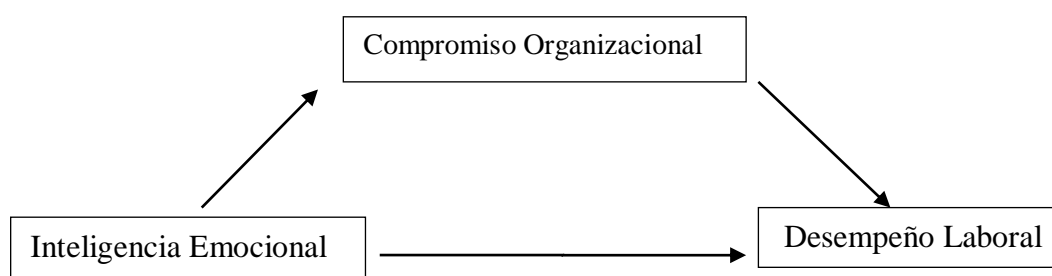 Compromiso Organizacional
Inteligencia Emocional
Desempeño Laboral